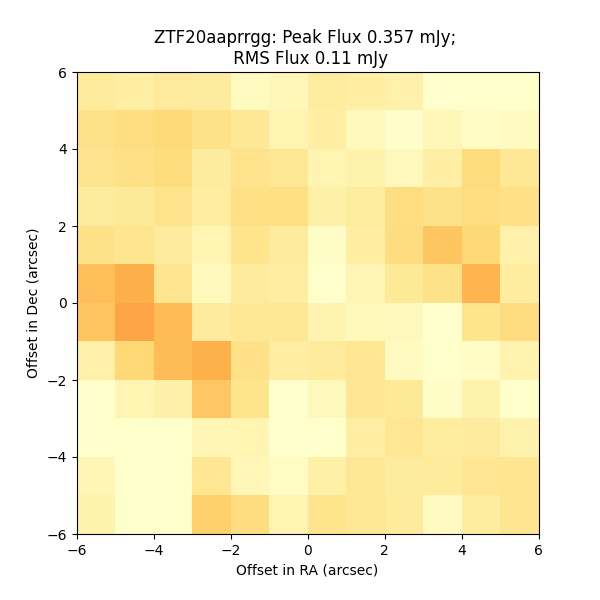 ZTF20aaprrgg: Peak Flux 0.357 mJy;
RMS Flux 0.11 mJy
6
4
2
0
−2
−4
−6
Offset in Dec (arcsec)
−6 −4 −2 0 2 4 6
Offset in RA (arcsec)